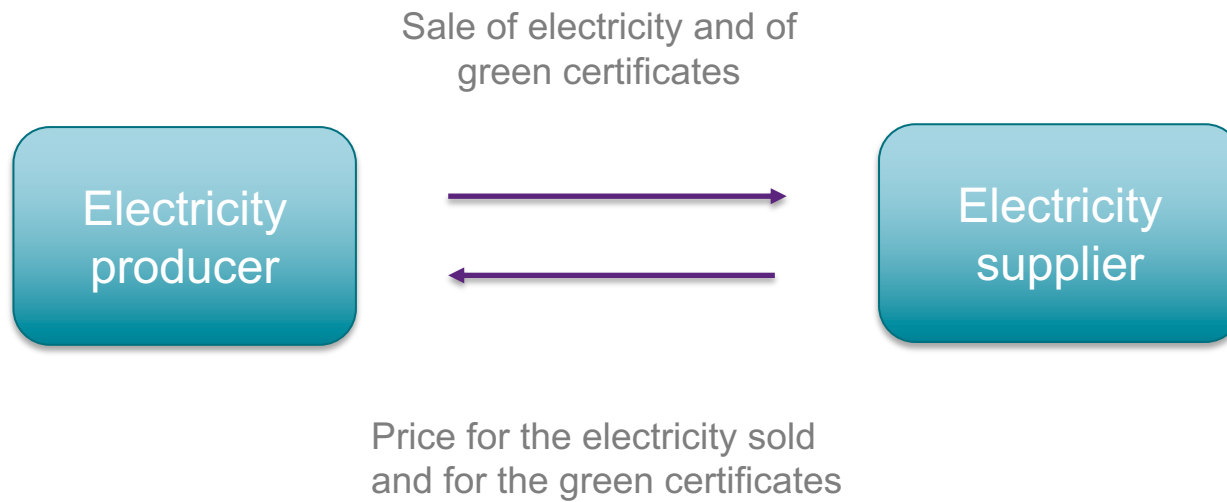 Sale of electricity and of
green certificates
Electricity
producer
Electricity
supplier
Price for the electricity sold
and for the green certificates